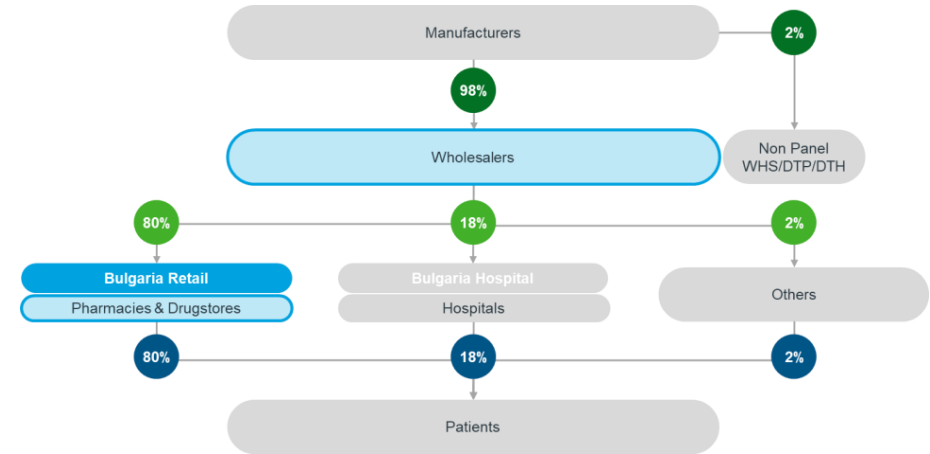 Manufacturers
2%
98%
Wholesalers
Non Panel
WHS/DTP/DTH
80%
18%
2%
Bulgaria Retail
Bulgaria Hospital
Pharmacies & Drugstores
Hospitals
Others
80%
18%
2%
Patients